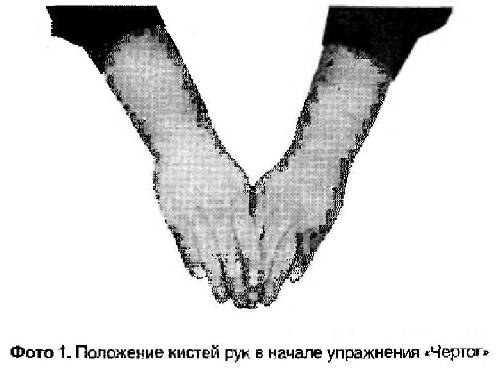 Фото 1. Положение кистей рук в начале упражнения «Чертог»